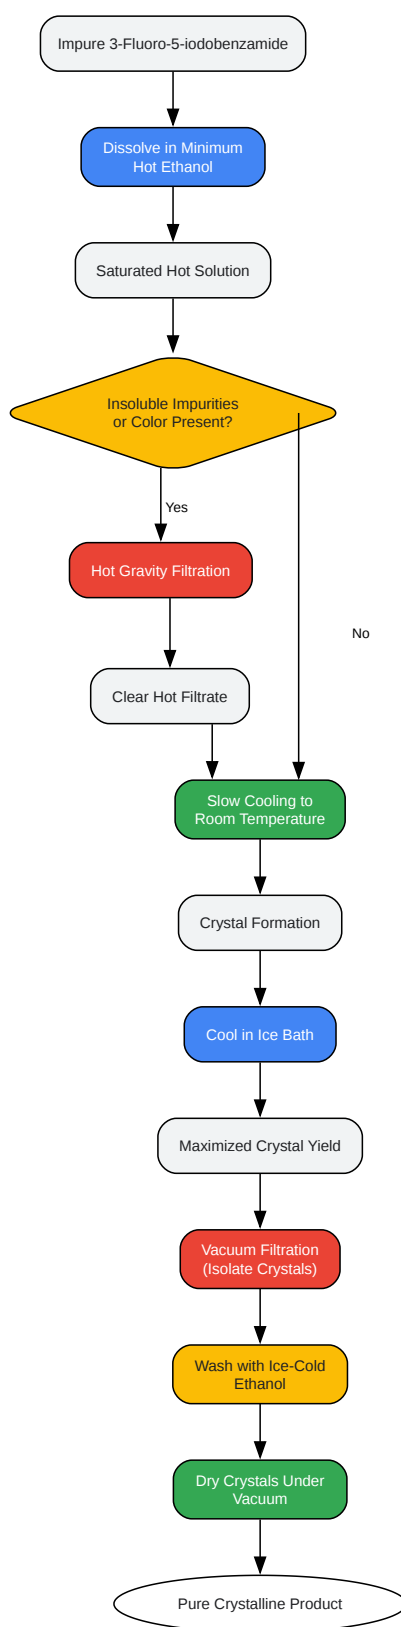 Impure 3-Fluoro-5-iodobenzamide
Dissolve in Minimum
Hot Ethanol
Saturated Hot Solution
Insoluble Impurities
or Color Present?
Yes
Hot Gravity Filtration
No
Clear Hot Filtrate
Slow Cooling to
Room Temperature
Crystal Formation
Cool in Ice Bath
Maximized Crystal Yield
Vacuum Filtration
(Isolate Crystals)
Wash with Ice-Cold
Ethanol
Dry Crystals Under
Vacuum
Pure Crystalline Product